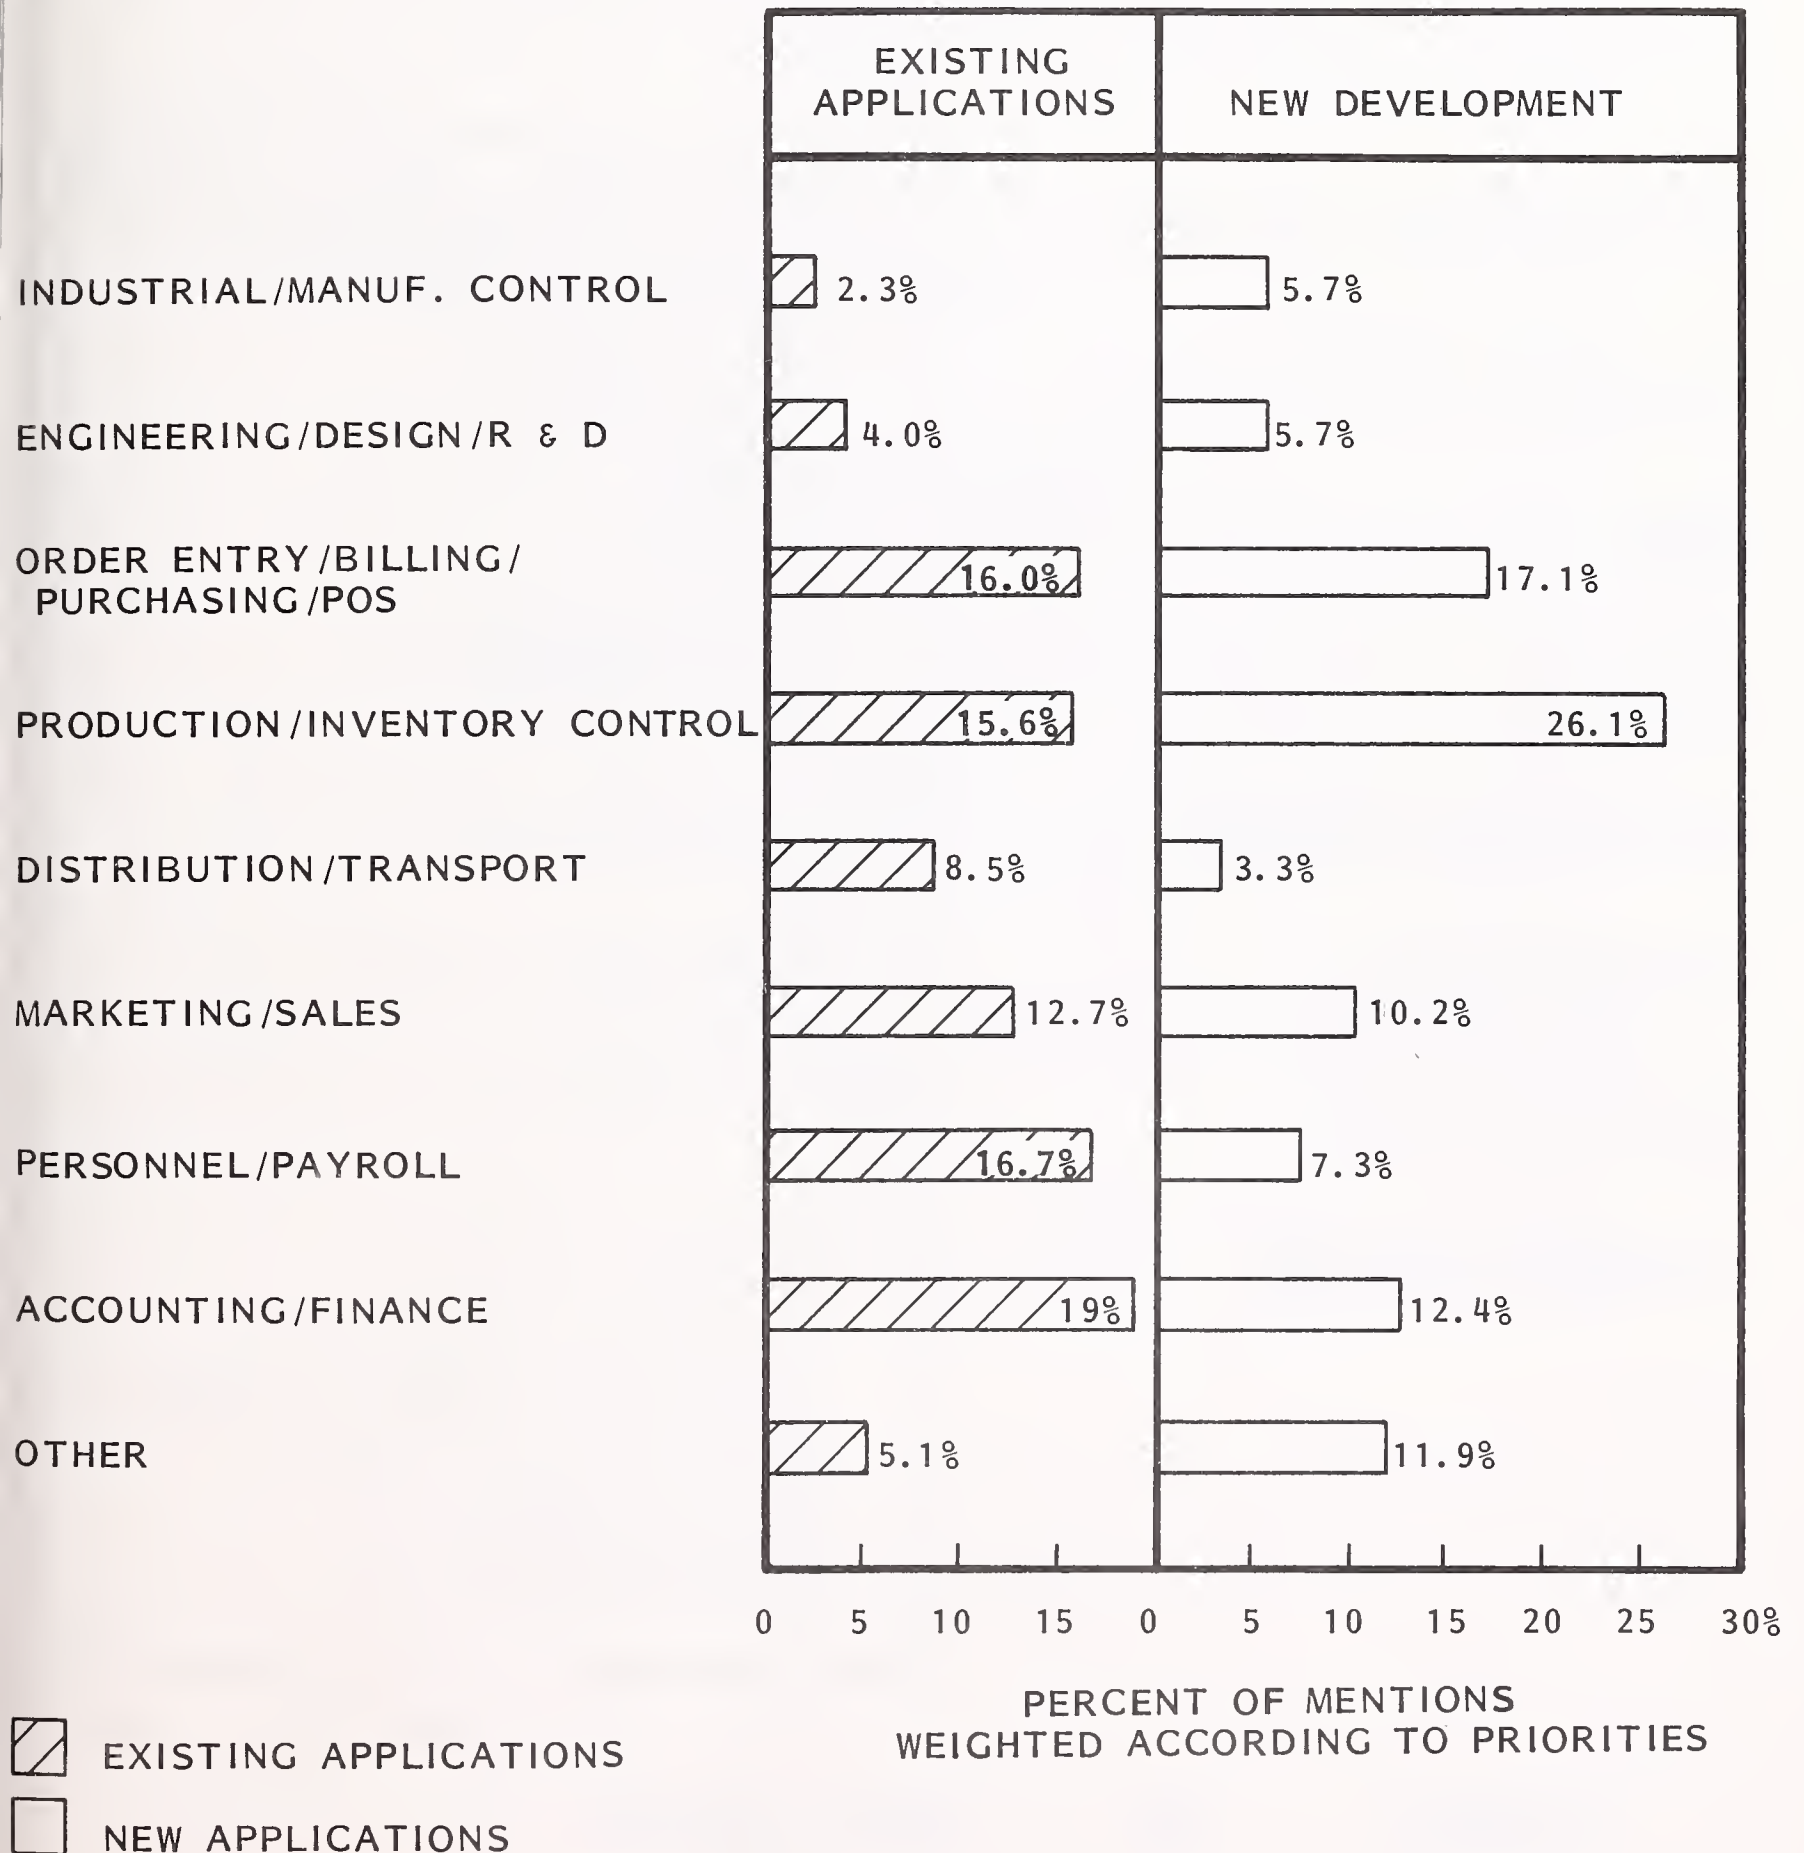 EXISTING
APPLICATIONS
NEW DEVELOPMENT
INDUSTRIAL/MANUF. CONTROL 2.3% 5.7%
ENGINEERING/DESIGN/R & D 4.0% 5.7%
ORDER ENTRY/BILLING/
PURCHASING/POS 16.0% 17.1%
PRODUCTION/INVENTORY CONTROL 15.6% 26.1%
DISTRIBUTION/TRANSPORT 8.5% 3.3%
MARKETING/SALES 12.7% 10.2%
PERSONNEL/PAYROLL 16.7% 7.3%
ACCOUNTING/FINANCE 19% 12.4%
OTHER 5.1% 11.9%
0 5 10 15 0 5 10 15 20 25 30%
PERCENT OF MENTIONS
WEIGHTED ACCORDING TO PRIORITIES
EXISTING APPLICATIONS
NEW APPLICATIONS